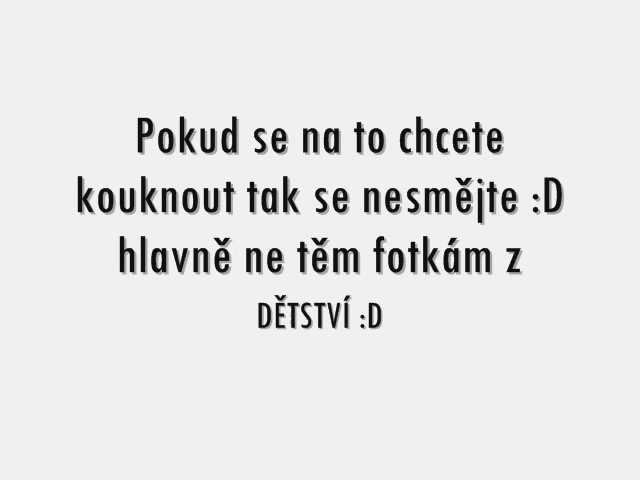 Pokud se na to chcete
kouknout tak se nesmějte :D
hlavně ne těm fotkám z
DĚTSTVÍ :D